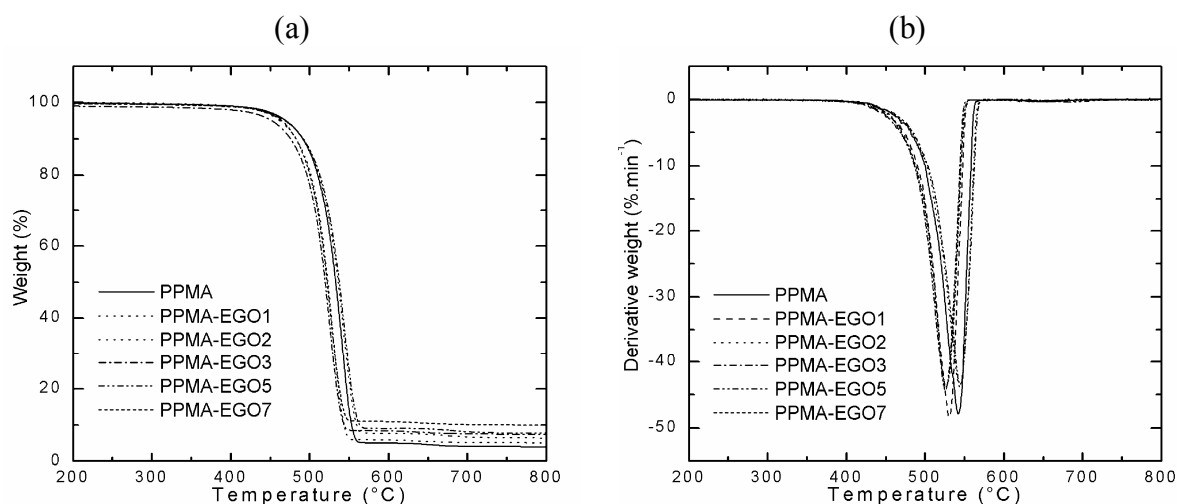 (a)
100
80
60
40
20
0
Weight (%)
PPMA
PPMA-EGO1
PPMA-EGO2
PPMA-EGO3
PPMA-EGO5
PPMA-EGO7
200 300 400 500 600 700 800
Temperature (°C)
(b)
0
-10
-20
-30
-40
-50
Derivative weight (%.min⁻¹)
PPMA
PPMA-EGO1
PPMA-EGO2
PPMA-EGO3
PPMA-EGO5
PPMA-EGO7
200 300 400 500 600 700 800
Temperature (°C)